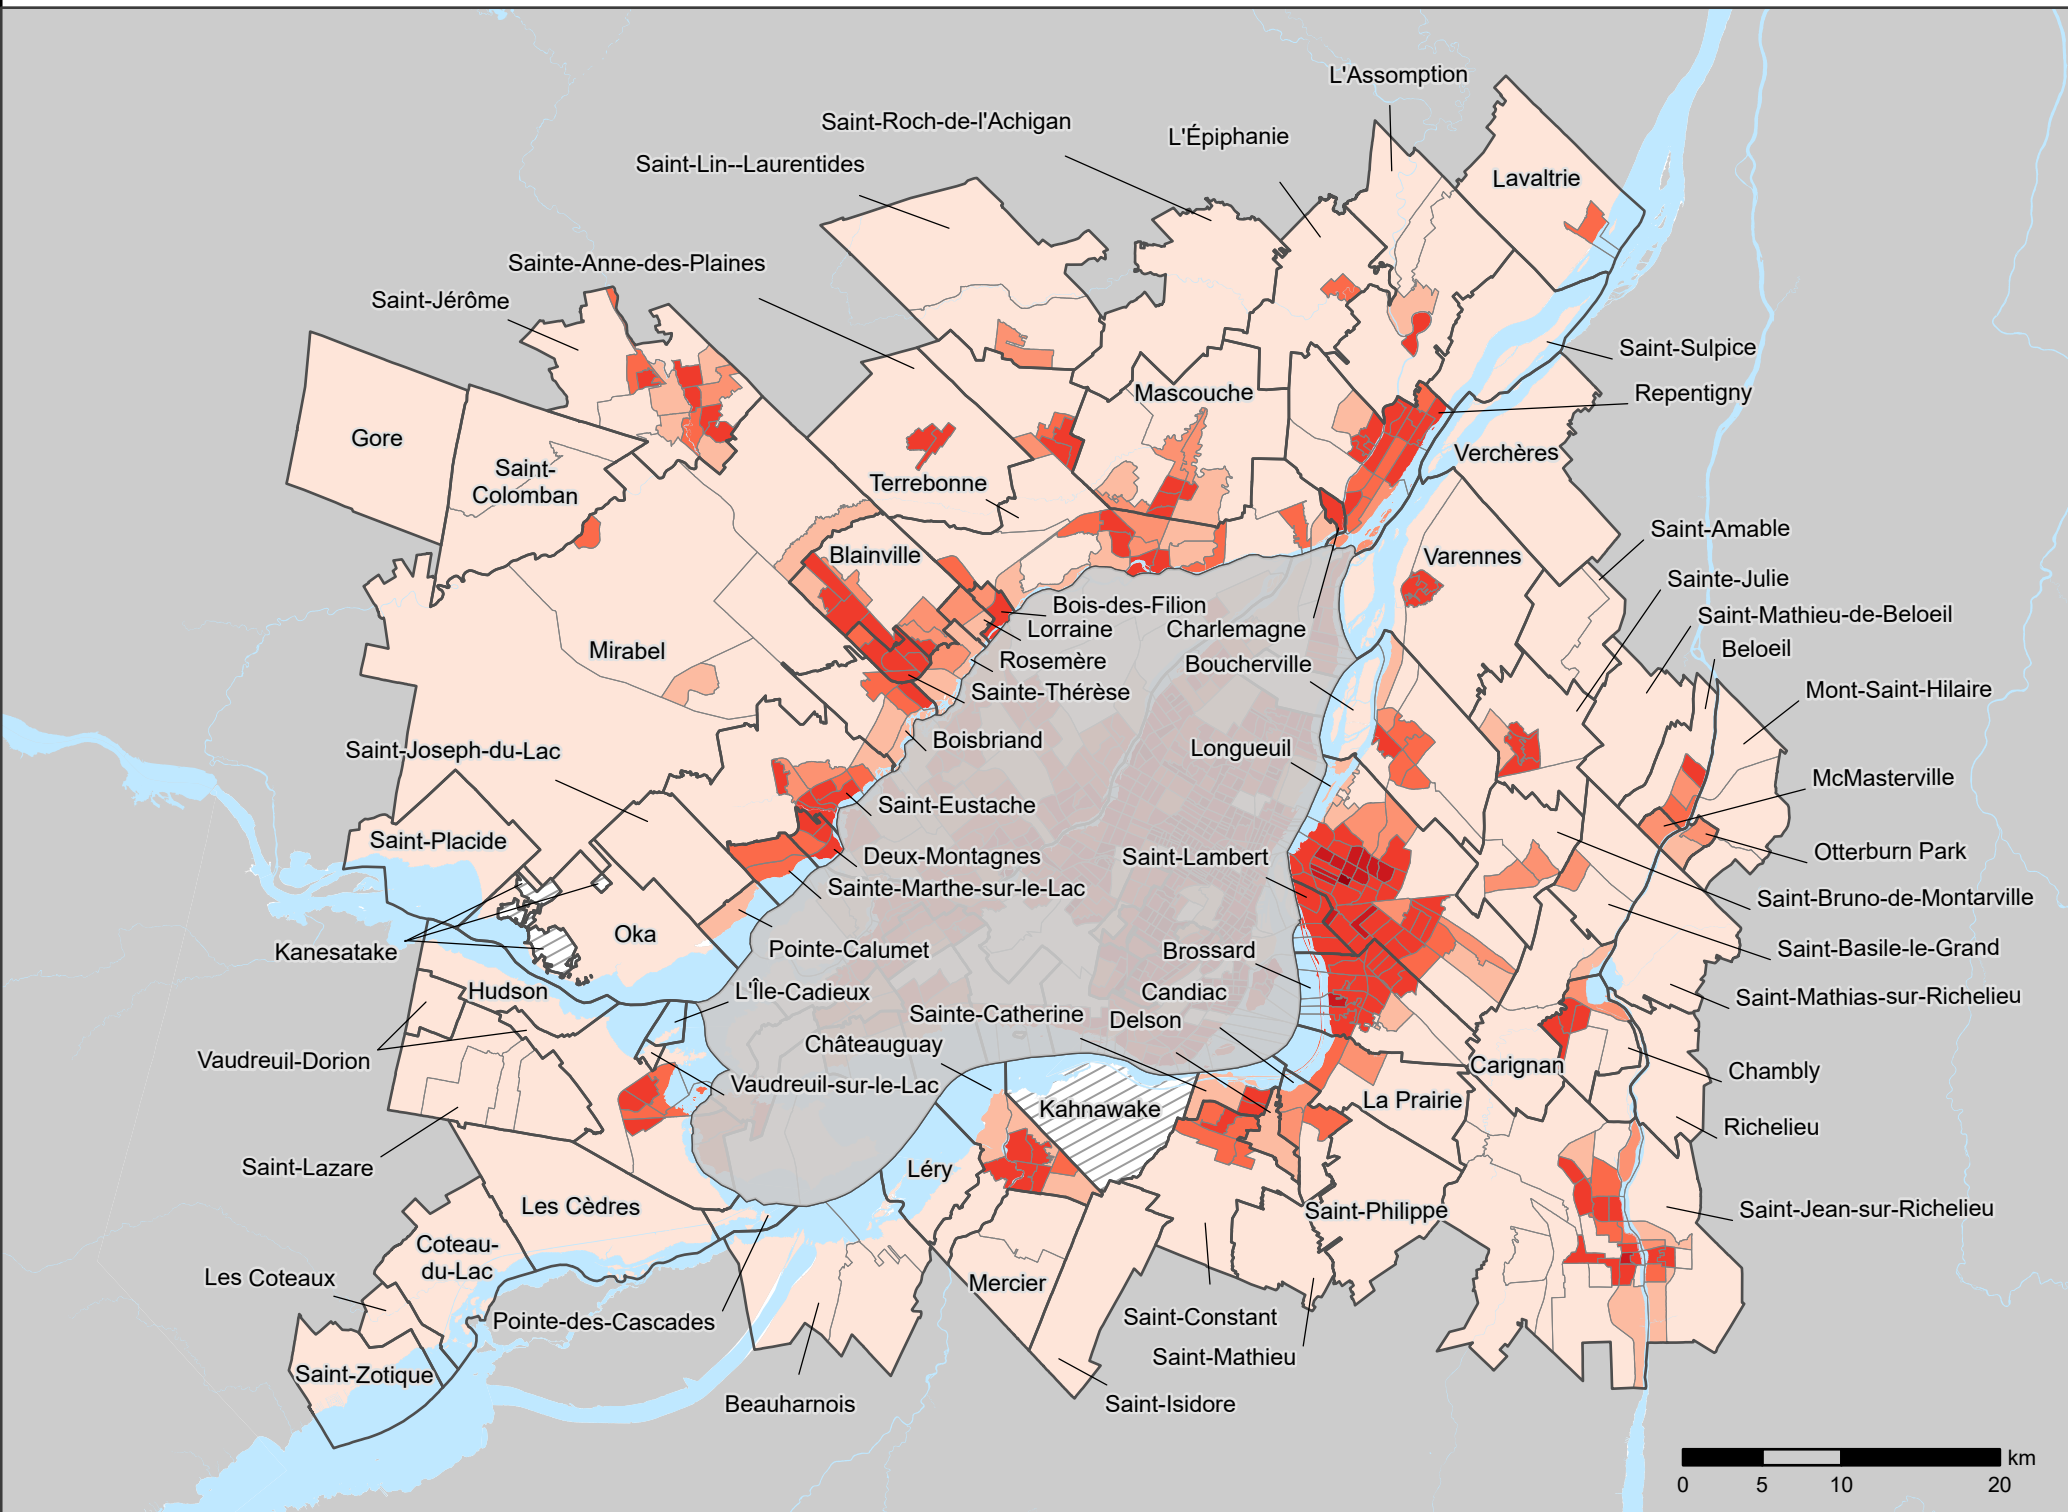 L'Assomption
Saint-Roch-de-l'Achigan
L'Épiphanie
Saint-Lin--Laurentides
Lavaltrie
Sainte-Anne-des-Plaines
Saint-Jérôme
Saint-Sulpice
Repentigny
Mascouche
Gore
Saint-
Colomban
Verchères
Terrebonne
Saint-Amable
Blainville
Varennes
Sainte-Julie
Bois-des-Filion
Saint-Mathieu-de-Beloeil
Lorraine
Charlemagne
Mirabel
Beloeil
Rosemère
Boucherville
Sainte-Thérèse
Mont-Saint-Hilaire
Boisbriand
Longueuil
Saint-Joseph-du-Lac
McMasterville
Saint-Eustache
Saint-Placide
Deux-Montagnes
Saint-Lambert
Otterburn Park
Sainte-Marthe-sur-le-Lac
Saint-Bruno-de-Montarville
Oka
Pointe-Calumet
Kanesatake
Brossard
Saint-Basile-le-Grand
Hudson
L'Île-Cadieux
Candiac
Saint-Mathias-sur-Richelieu
Sainte-Catherine
Delson
Châteauguay
Vaudreuil-Dorion
Carignan
Chambly
Vaudreuil-sur-le-Lac
Kahnawake
La Prairie
Richelieu
Saint-Lazare
Léry
Les Cèdres
Saint-Philippe
Saint-Jean-sur-Richelieu
Coteau-
du-Lac
Les Coteaux
Mercier
Pointe-des-Cascades
Saint-Constant
Saint-Mathieu
Saint-Zotique
Beauharnois
Saint-Isidore
km
0 5 10 20